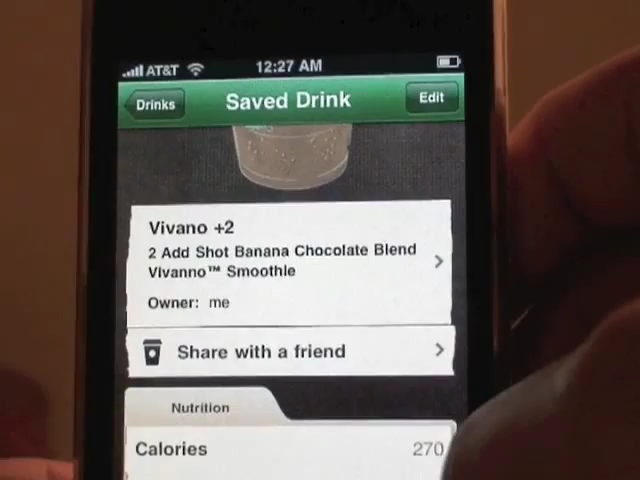 AT&T 12:27 AM
Drinks Saved Drink Edit
Vivano +2
2 Add Shot Banana Chocolate Blend
Vivanno™ Smoothie
Owner: me
Share with a friend
Nutrition
Calories 270